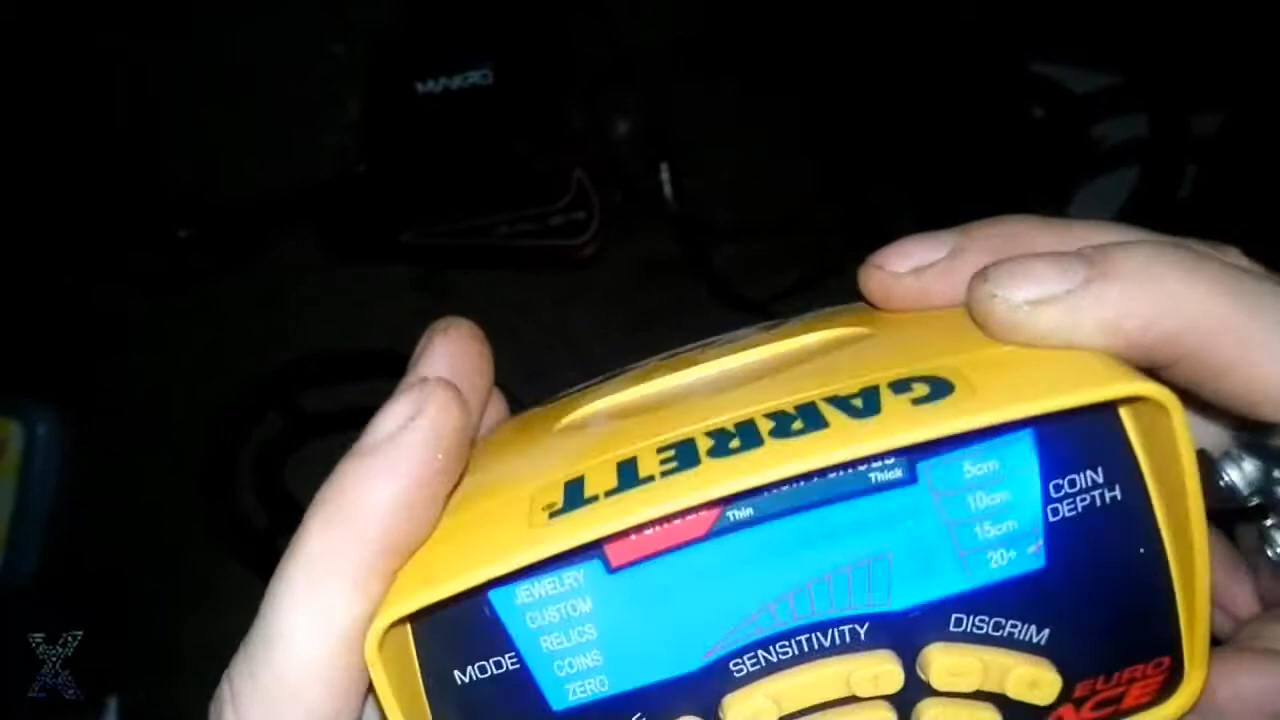 GARRETT
Thick
Thin
5cm
10cm
15cm
20+
COIN
DEPTH
MODE
JEWELRY
CUSTOM
RELICS
COINS
ZERO
SENSITIVITY
DISCRIM
EURO
ACE